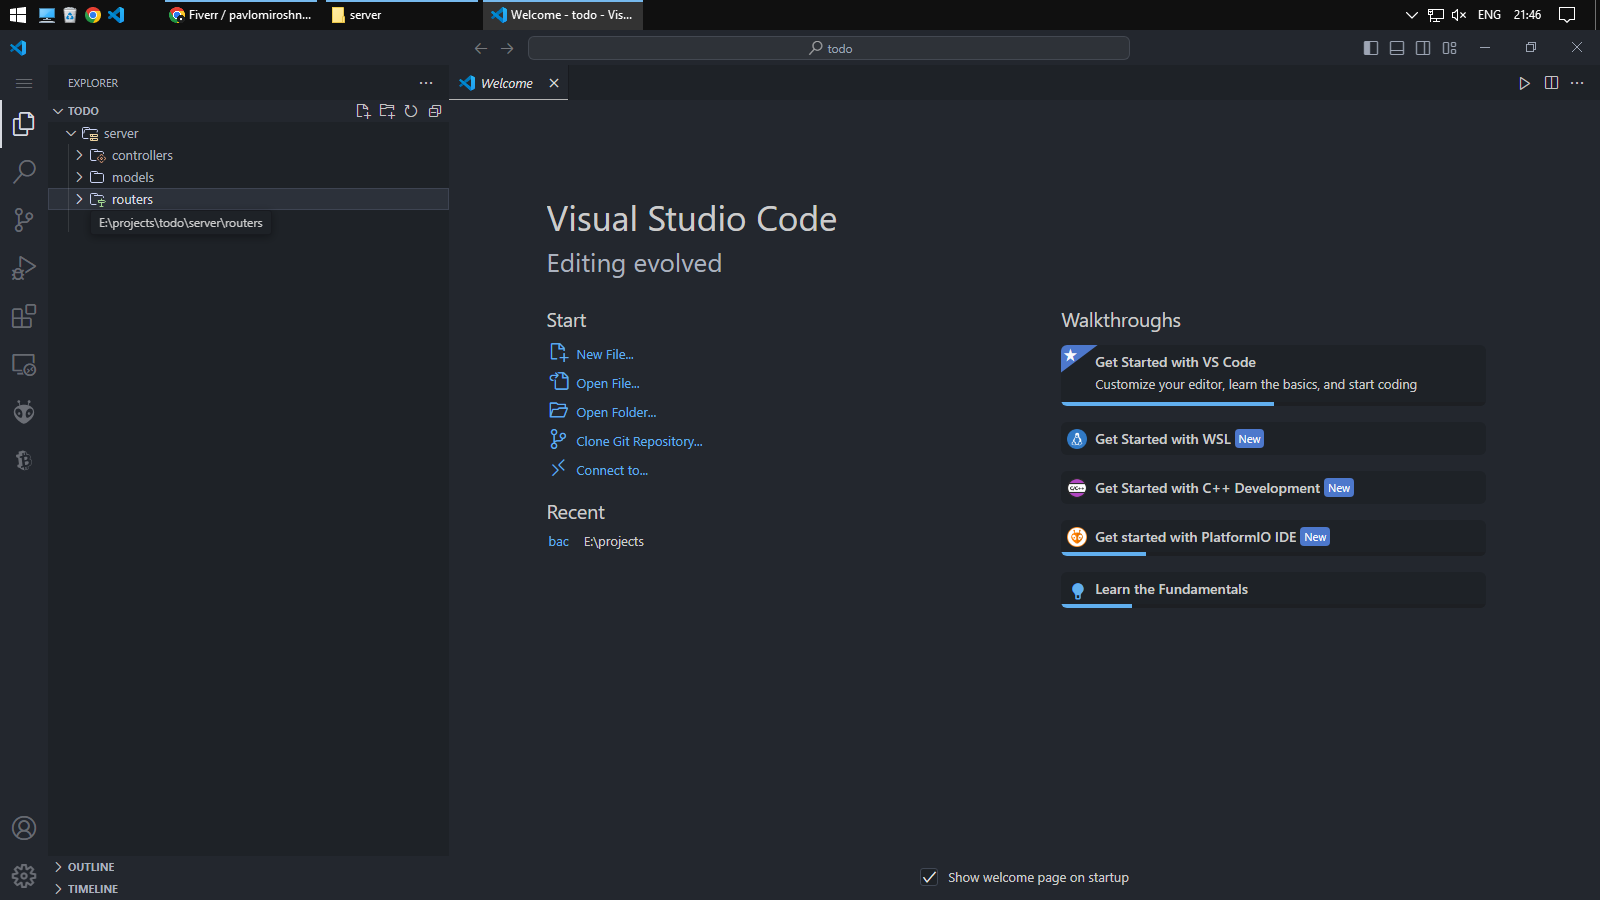 Fiverr / pavlomiroshn...
server
Welcome - todo - Vis...
ENG
21:46
todo
EXPLORER
Welcome
TODO
server
controllers
models
routers
E:\projects\todo\server\routers
Visual Studio Code
Editing evolved
Start
New File...
Open File...
Open Folder...
Clone Git Repository...
Connect to...
Recent
bac E:\projects
Walkthroughs
Get Started with VS Code
Customize your editor, learn the basics, and start coding
Get Started with WSL New
C/C++
Get Started with C++ Development New
Get started with PlatformIO IDE New
Learn the Fundamentals
OUTLINE
TIMELINE
Show welcome page on startup